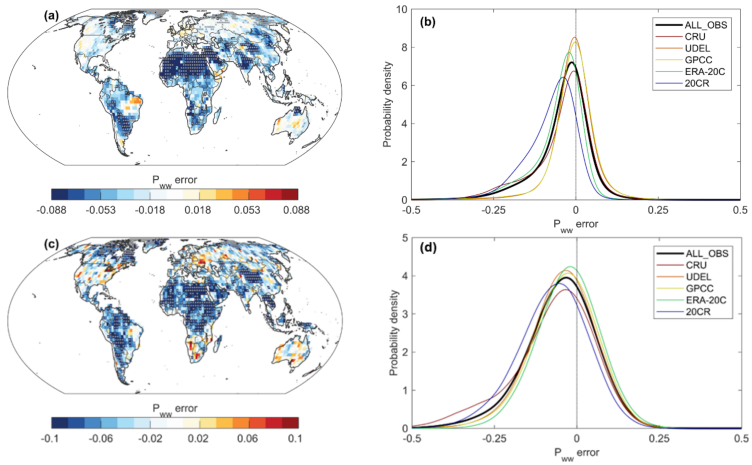 (a)
P_ww error
-0.088 -0.053 -0.018 0.018 0.053 0.088
(b)
Probability density
10
8
6
4
2
0
-0.5 -0.25 0 0.25 0.5
P_ww error
ALL_OBS
CRU
UDEL
GPCC
ERA-20C
20CR
(c)
P_ww error
-0.1 -0.06 -0.02 0.02 0.06 0.1
(d)
Probability density
5
4
3
2
1
0
-0.5 -0.25 0 0.25 0.5
P_ww error
ALL_OBS
CRU
UDEL
GPCC
ERA-20C
20CR